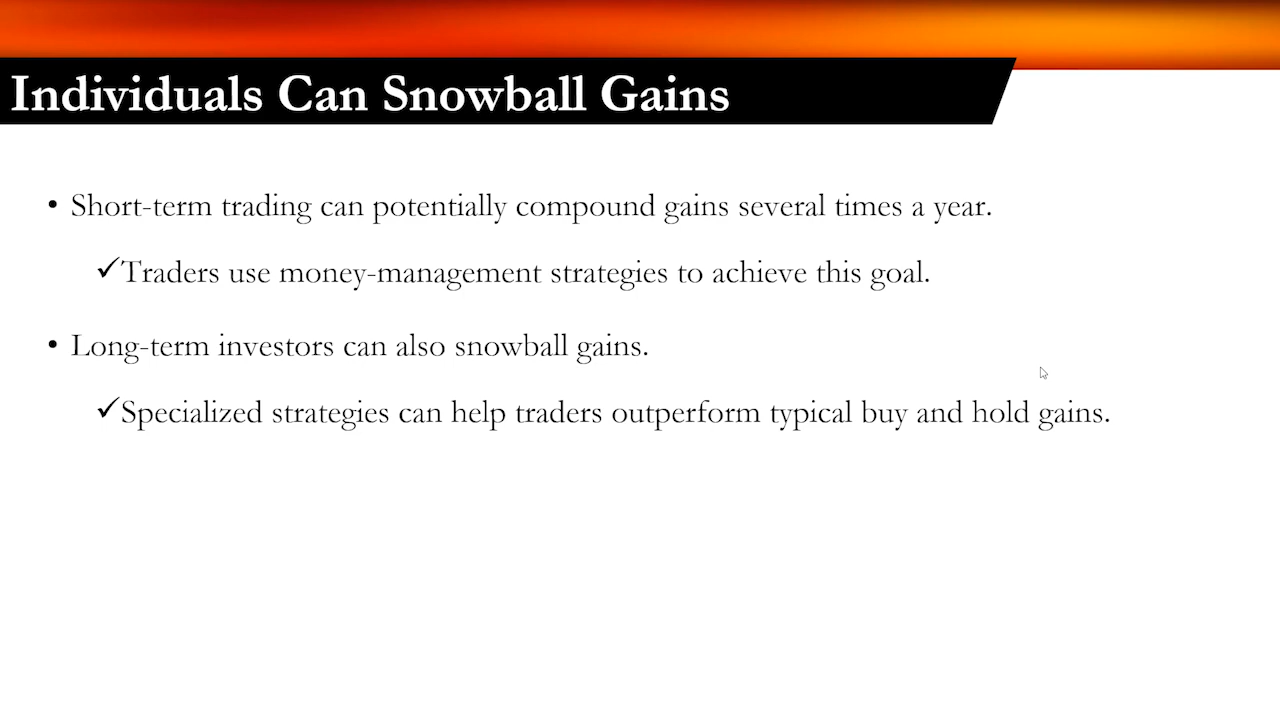 Individuals Can Snowball Gains
• Short-term trading can potentially compound gains several times a year.
✓Traders use money-management strategies to achieve this goal.
• Long-term investors can also snowball gains.
✓Specialized strategies can help traders outperform typical buy and hold gains.